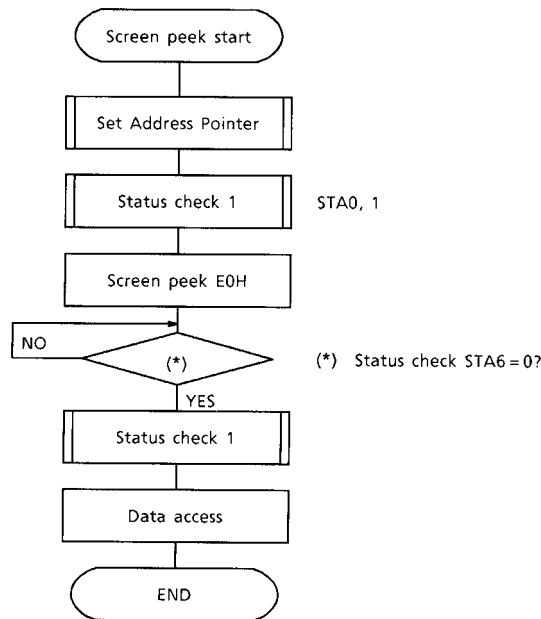 Screen peek start
Set Address Pointer
Status check 1 STA0, 1
Screen peek E0H
NO
(*) (*) Status check STA6=0?
YES
Status check 1
Data access
END